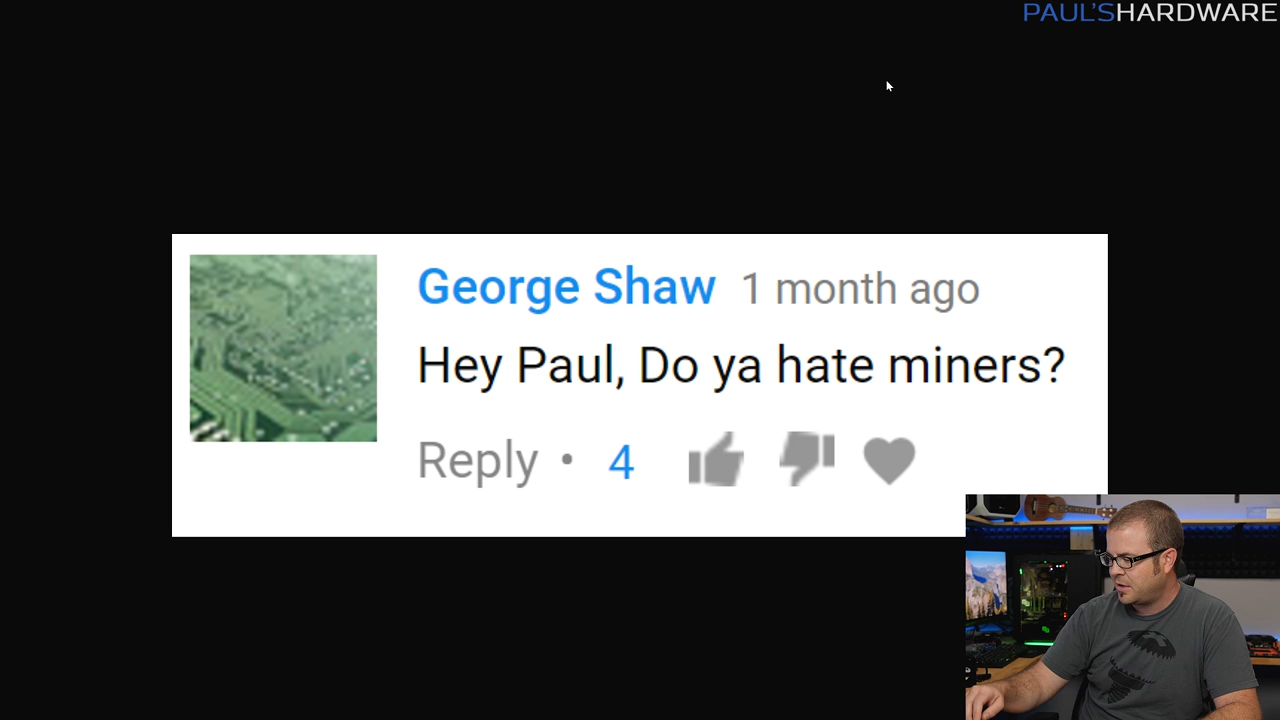 PAUL'SHARDWARE
George Shaw 1 month ago
Hey Paul, Do ya hate miners?
Reply • 4